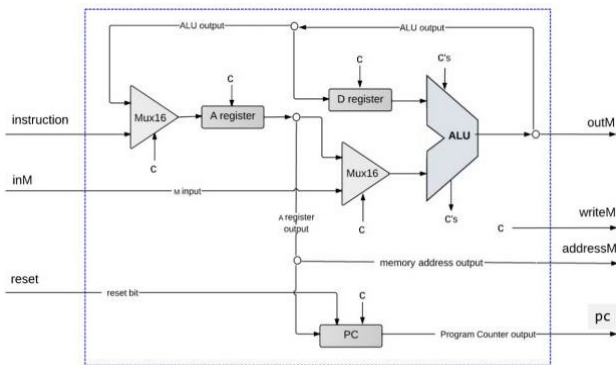 ALU output
ALU output
C
C
C's
instruction
Mux16
A register
D register
ALU
outM
C
Mux16
inM
M input
C's
C
A register
output
C
writeM
addressM
memory address output
reset
reset bit
C
PC
Program Counter output
pc